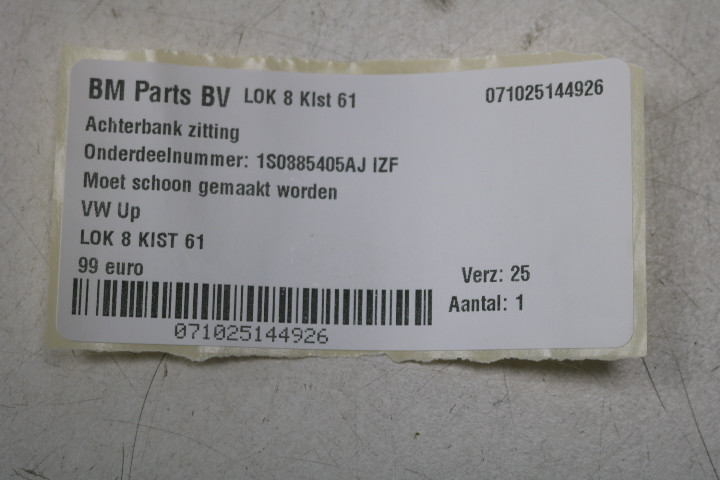 BM Parts BV LOK 8 KIst 61 071025144926
Achterbank zitting
Onderdeelnummer: 1S0885405AJ IZF
Moet schoon gemaakt worden
VW Up
LOK 8 KIST 61
99 euro Verz: 25
Aantal: 1
071025144926